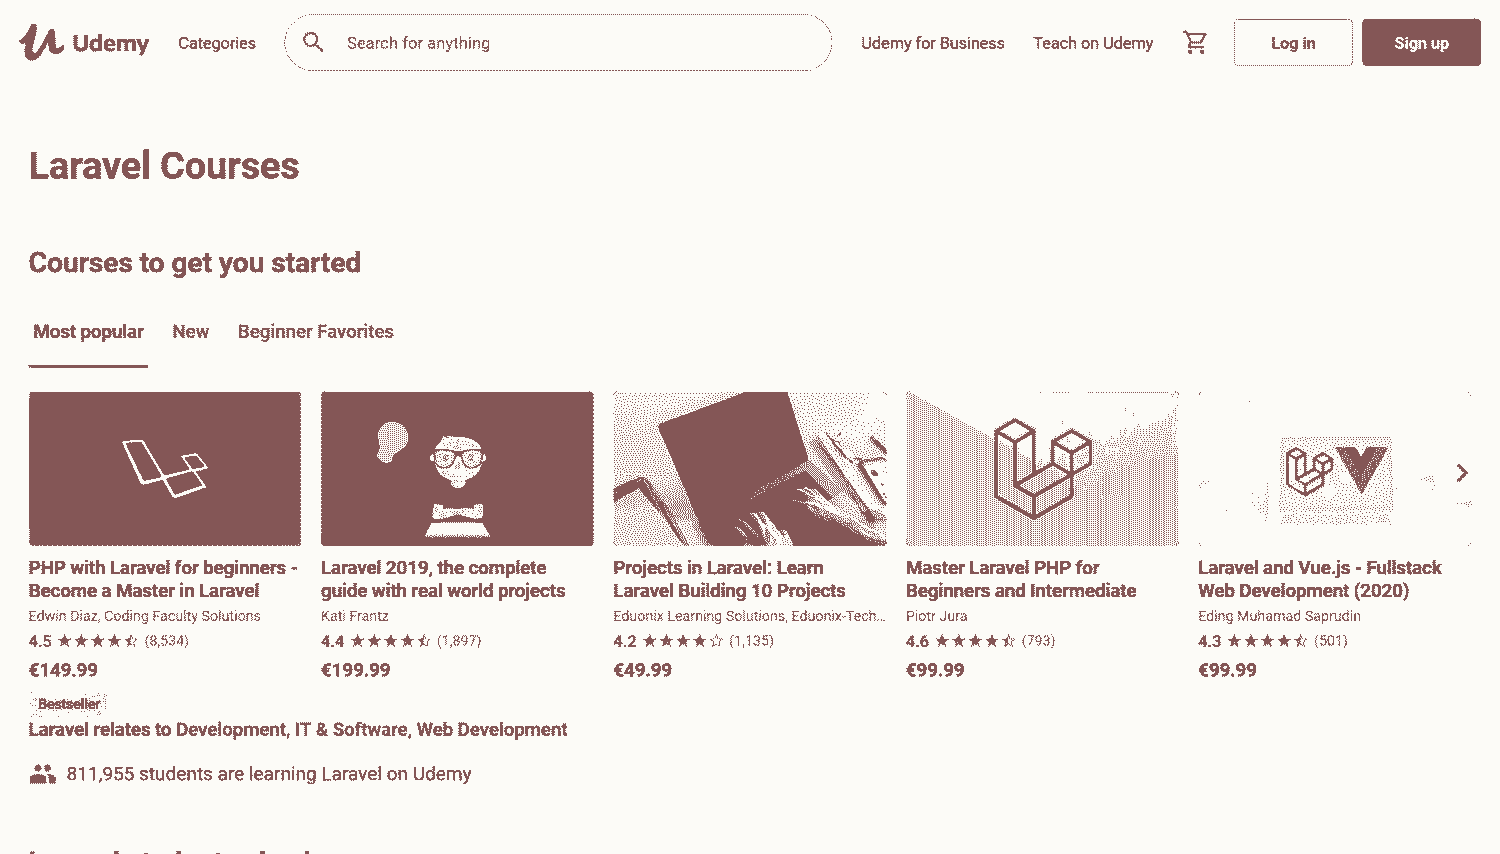 Udemy Categories Search for anything Udemy for Business Teach on Udemy Log in Sign up
Laravel Courses
Courses to get you started
Most popular New Beginner Favorites
PHP with Laravel for beginners -
Become a Master in Laravel
Edwin Diaz, Coding Faculty Solutions
4.5 (8,534)
€149.99
Bestseller
Laravel 2019, the complete
guide with real world projects
Kati Frantz
4.4 (1,897)
€199.99
Projects in Laravel: Learn
Laravel Building 10 Projects
Eduonix Learning Solutions, Eduonix-Tech...
4.2 (1,135)
€49.99
Master Laravel PHP for
Beginners and Intermediate
Piotr Jura
4.6 (793)
€99.99
Laravel and Vue.js - Fullstack
Web Development (2020)
Eding Muhamad Saprudin
4.3 (501)
€99.99
Laravel relates to Development, IT & Software, Web Development
811,955 students are learning Laravel on Udemy